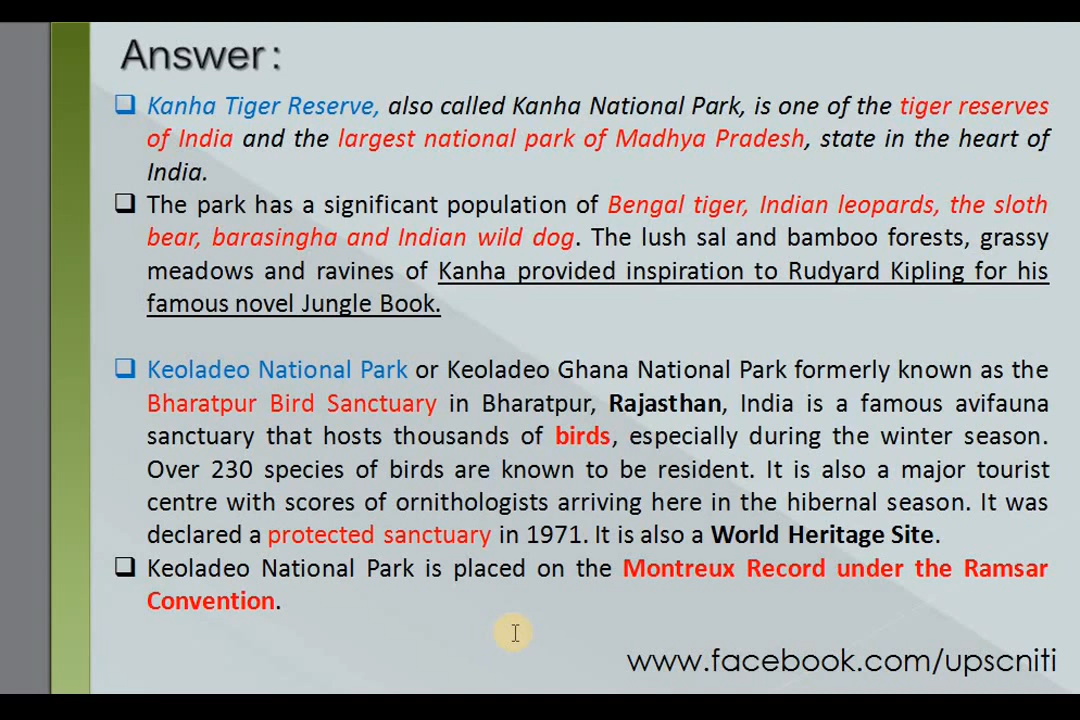 Answer:
Kanha Tiger Reserve, also called Kanha National Park, is one of the tiger reserves
of India and the largest national park of Madhya Pradesh, state in the heart of
India.
The park has a significant population of Bengal tiger, Indian leopards, the sloth
bear, barasingha and Indian wild dog. The lush sal and bamboo forests, grassy
meadows and ravines of Kanha provided inspiration to Rudyard Kipling for his
famous novel Jungle Book.
Keoladeo National Park or Keoladeo Ghana National Park formerly known as the
Bharatpur Bird Sanctuary in Bharatpur, Rajasthan, India is a famous avifauna
sanctuary that hosts thousands of birds, especially during the winter season.
Over 230 species of birds are known to be resident. It is also a major tourist
centre with scores of ornithologists arriving here in the hibernal season. It was
declared a protected sanctuary in 1971. It is also a World Heritage Site.
Keoladeo National Park is placed on the Montreux Record under the Ramsar
Convention.
www.facebook.com/upscniti